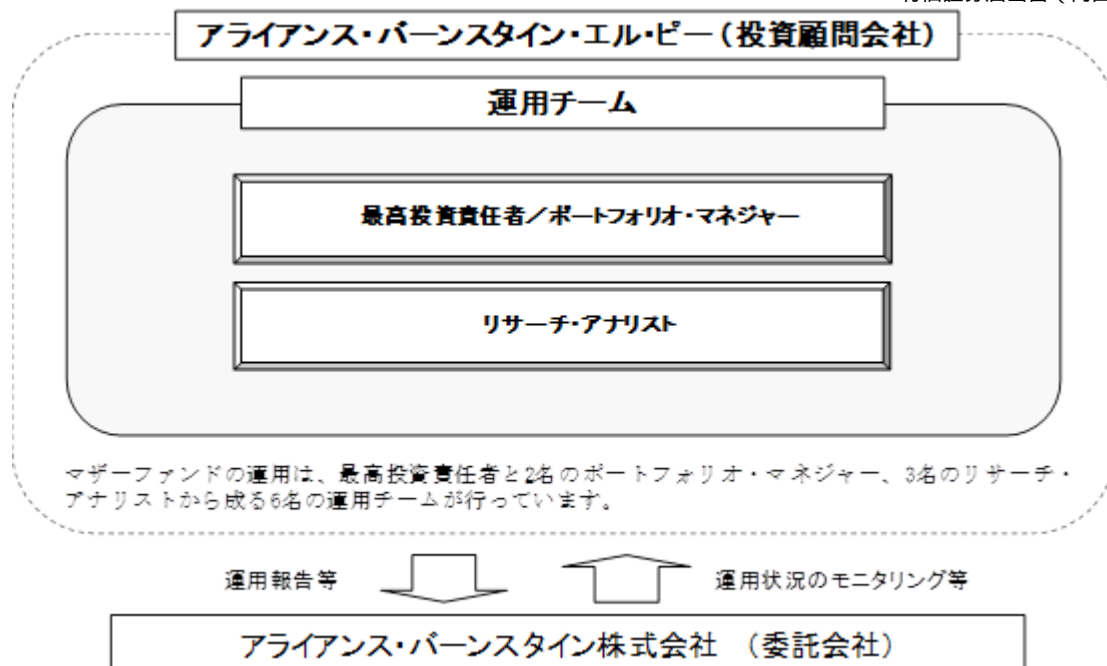 アライアンス・バーンスタイン・エル・ピー(投資顧問会社)
運用チーム
最高投資責任者／ポートフォリオ・マネジャー
リサーチ・アナリスト
マザーファンドの運用は、最高投資責任者と2名のポートフォリオ・マネジャー、3名のリサーチ・
アナリストから成る6名の運用チームが行っています。
運用報告等
運用状況のモニタリング等
アライアンス・バーンスタイン株式会社 （委託会社）